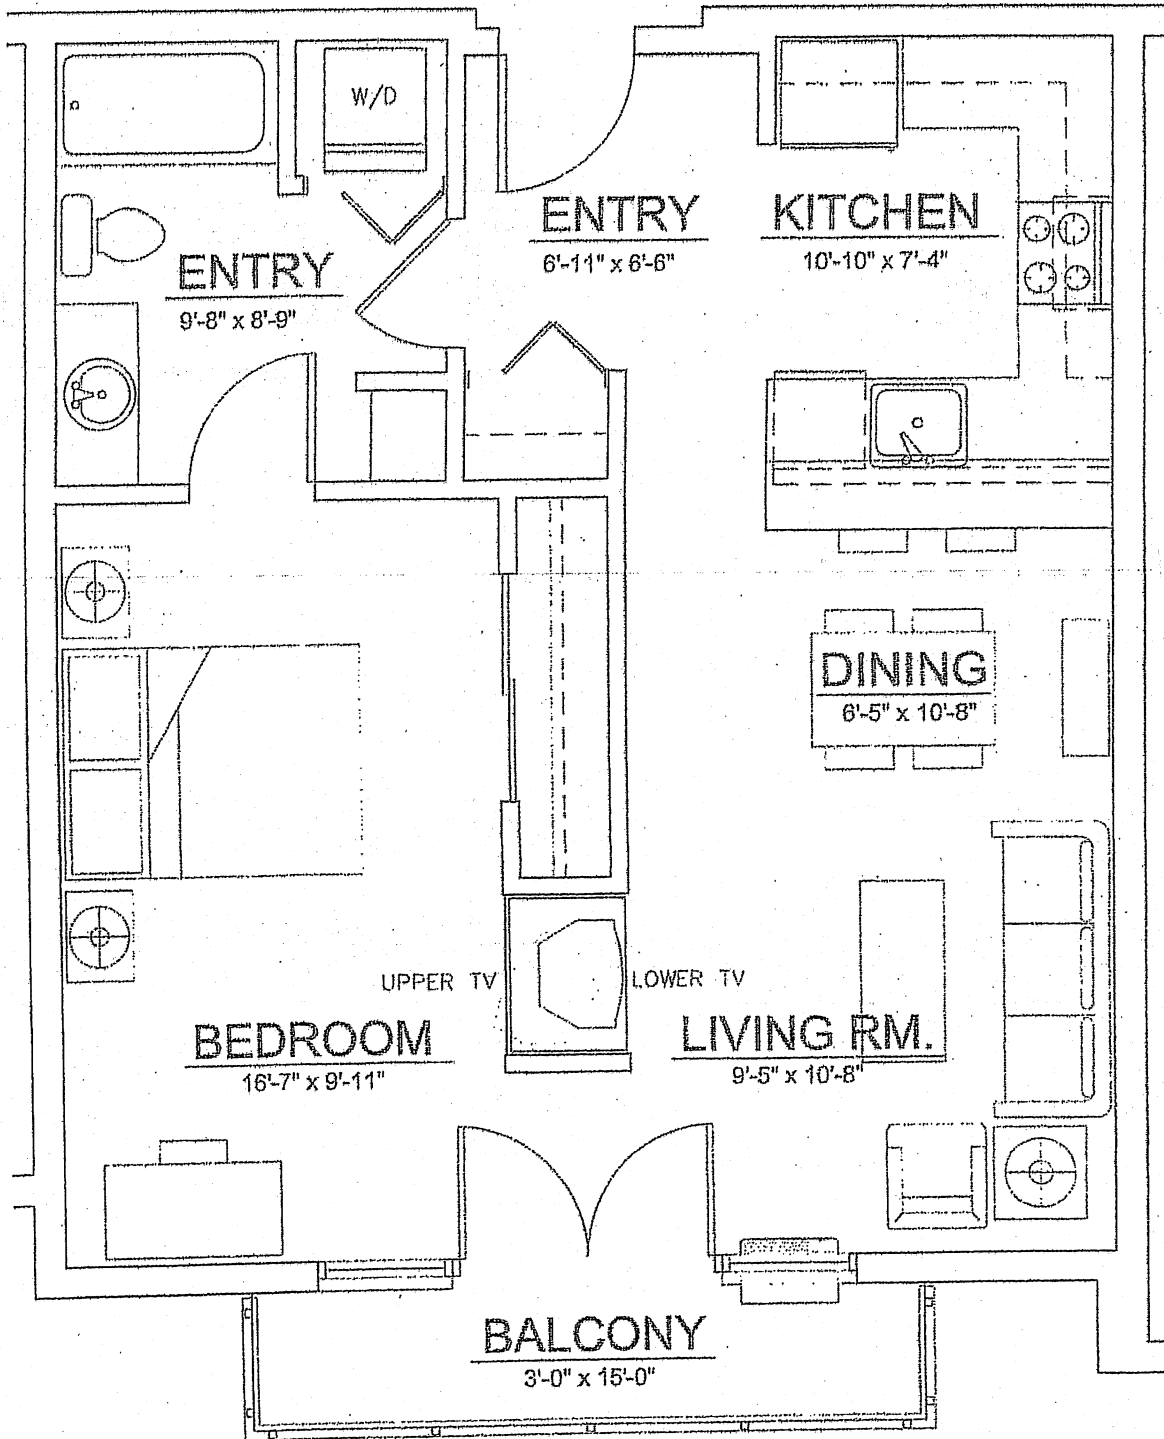 W/D
ENTRY
6'-11" x 6'-6"
KITCHEN
10'-10" x 7'-4"
ENTRY
9'-8" x 8'-9"
DINING
6'-5" x 10'-8"
UPPER TV
LOWER TV
BEDROOM
16'-7" x 9'-11"
LIVING RM.
9'-5" x 10'-8"
BALCONY
3'-0" x 15'-0"